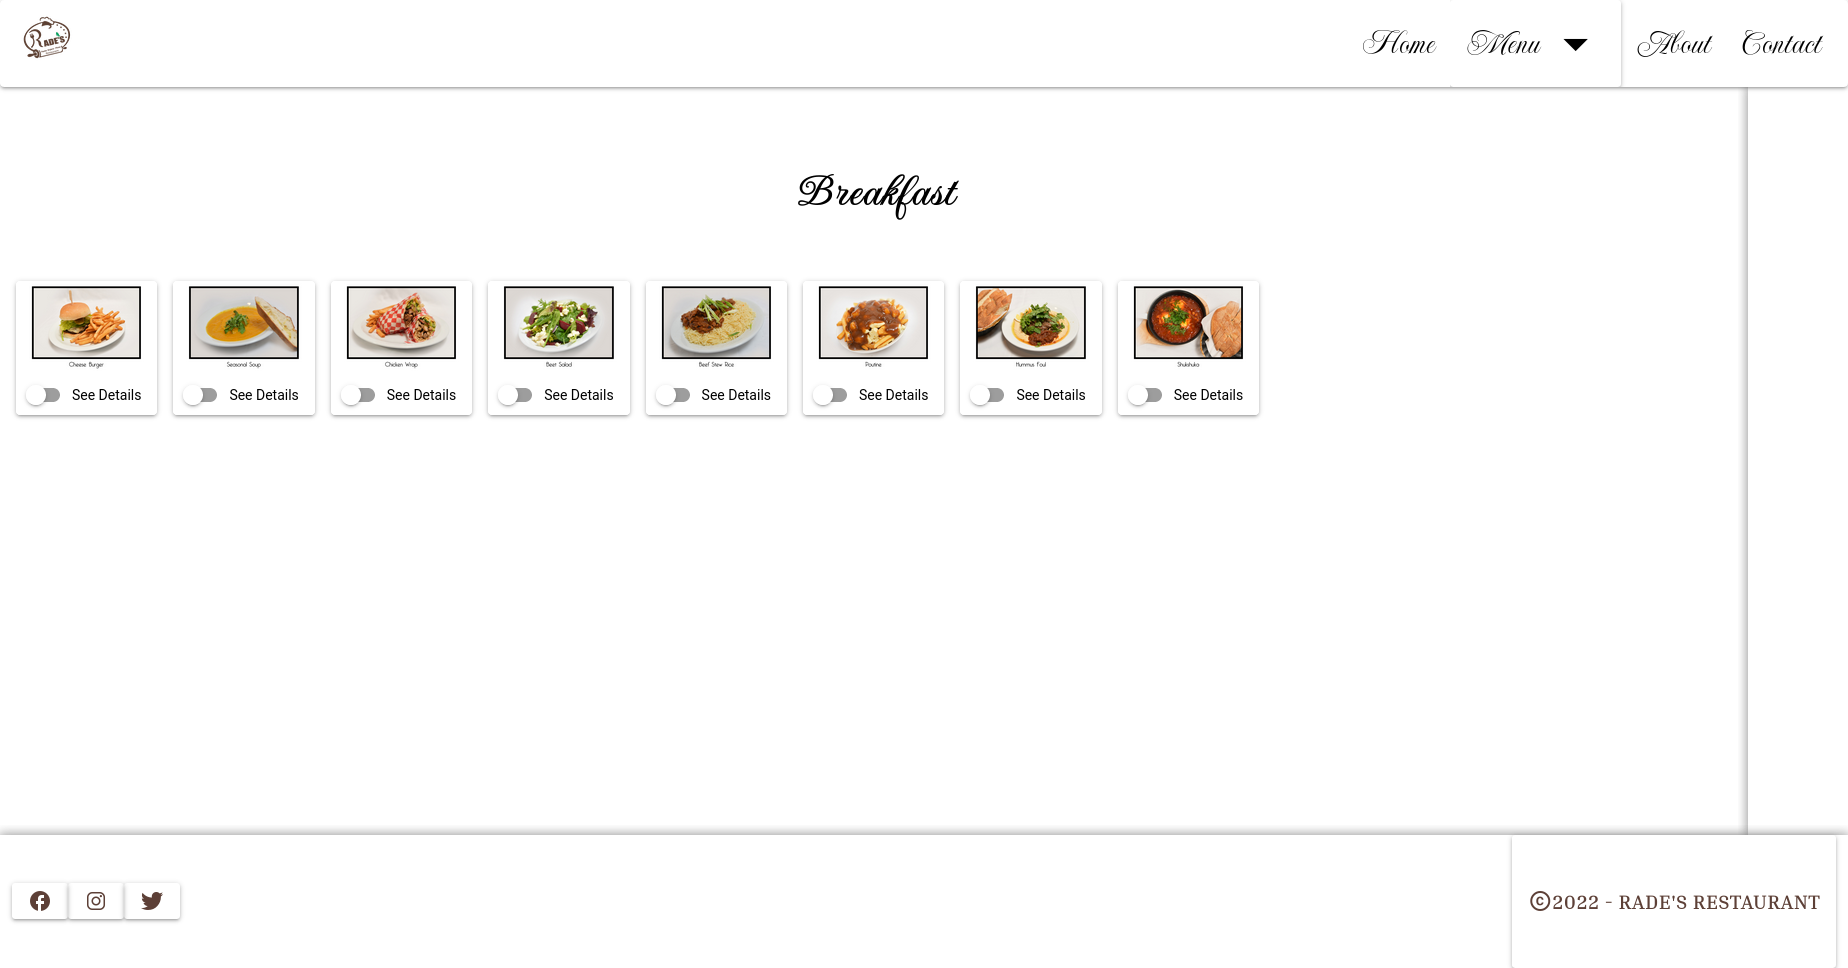 RADE'S
Home Menu About Contact
Breakfast
Cheese Burger
See Details
Seasonal Soup
See Details
Chicken Wrap
See Details
Beet Salad
See Details
Beef Stew Rice
See Details
Poutine
See Details
Hummus Foul
See Details
Shukshuka
See Details
©2022 - RADE'S RESTAURANT